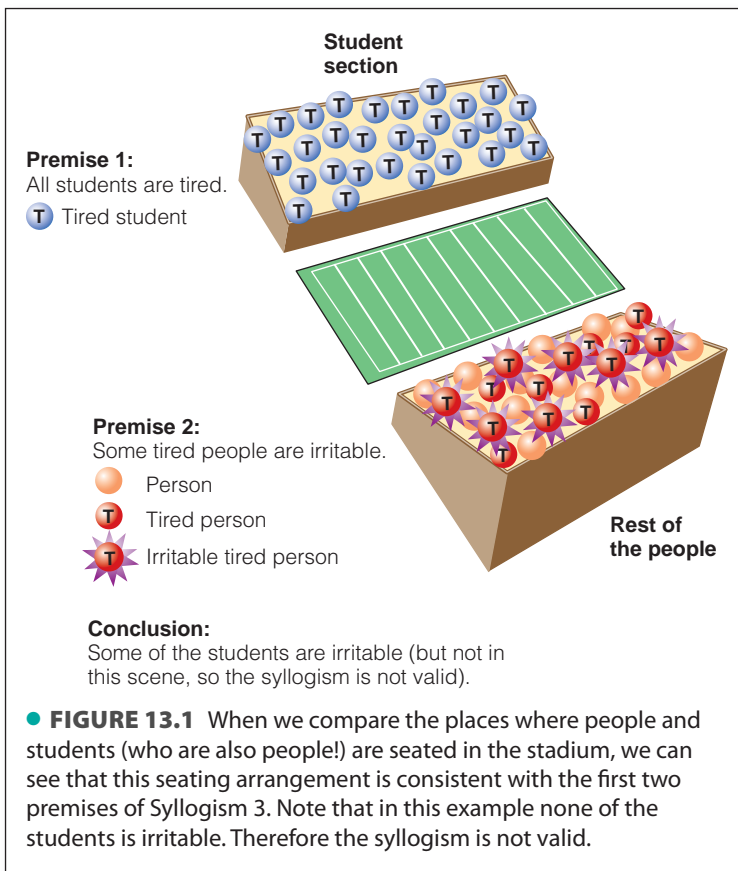 Student
section
Premise 1:
All students are tired.
T Tired student
T T T T T T T T T T T T T T T T T T T T T T T T T T T T T T T
T T T T T T T T T T T T T T T T
Premise 2:
Some tired people are irritable.
Person
T Tired person
T Irritable tired person
Rest of
the people
Conclusion:
Some of the students are irritable (but not in
this scene, so the syllogism is not valid).
● FIGURE 13.1 When we compare the places where people and
students (who are also people!) are seated in the stadium, we can
see that this seating arrangement is consistent with the first two
premises of Syllogism 3. Note that in this example none of the
students is irritable. Therefore the syllogism is not valid.